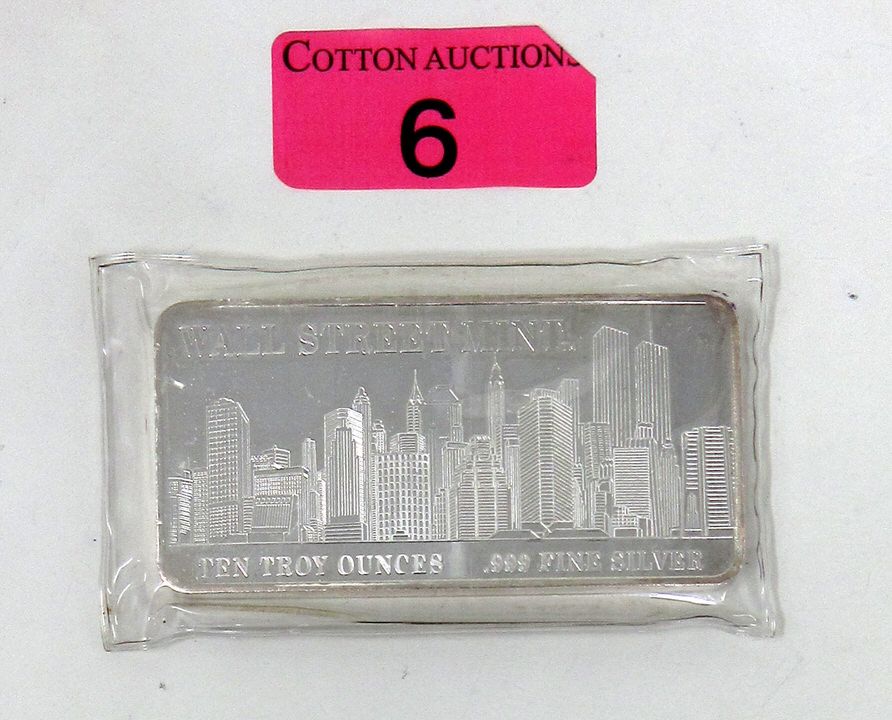 COTTON AUCTIONS
6
WALL STREET MINT
TEN TROY OUNCES .999 FINE SILVER